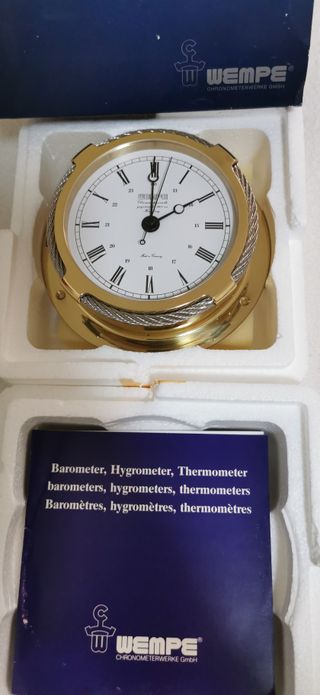 WEMPE®
CHRONOMETERWERKE GMBH
XII
I
II
III
IIII
V
VI
VII
VIII
IX
X
XI
13
14
15
16
17
18
19
20
21
22
23
Made in Germany
Barometer, Hygrometer, Thermometer
barometers, hygrometers, thermometers
Baromètres, hygromètres, thermomètres
C
W
WEMPE®
CHRONOMETERWERKE GmbH